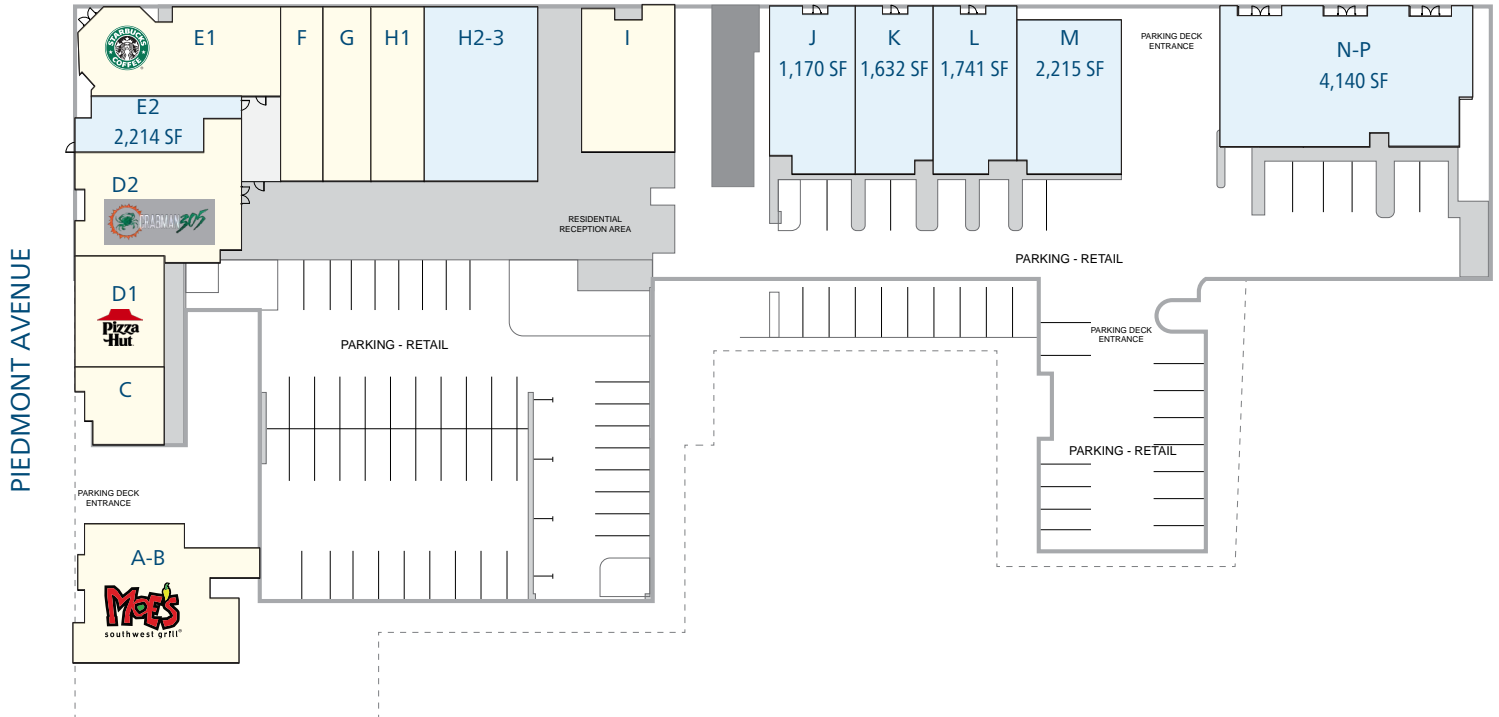 STARBUCKS
COFFEE
E1
F
G
H1
H2-3
I
J
1,170 SF
K
1,632 SF
L
1,741 SF
M
2,215 SF
PARKING DECK
ENTRANCE
N-P
4,140 SF
E2
2,214 SF
D2
CRABMAN305
RESIDENTIAL
RECEPTION AREA
PARKING - RETAIL
D1
Pizza
Hut
PARKING - RETAIL
PARKING DECK
ENTRANCE
C
PARKING - RETAIL
PARKING DECK
ENTRANCE
A-B
MOE'S
southwest grill®
PIEDMONT AVENUE